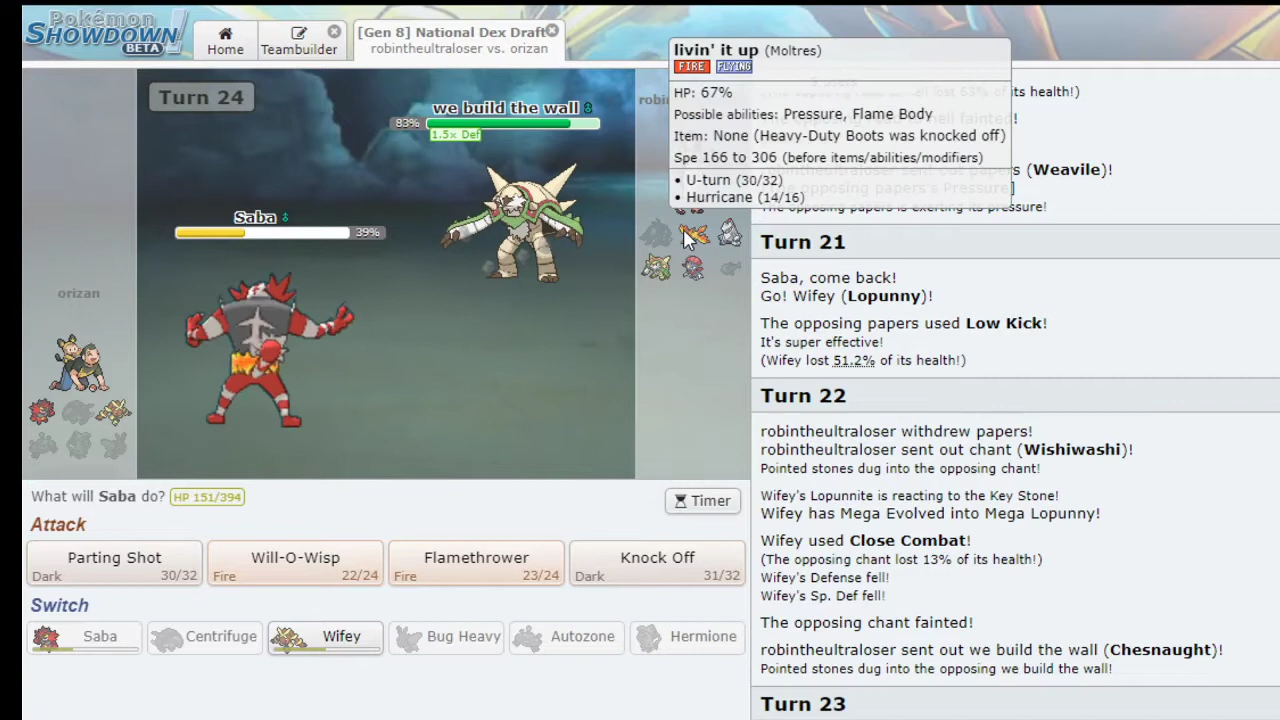 Pokémon
SHOWDOWN
BETA
Home
Teambuilder
[Gen 8] National Dex Draft
robintheultraloser vs. orizan
livin' it up (Moltres)
FIRE FLYING
HP: 67%
Possible abilities: Pressure, Flame Body
Item: None (Heavy-Duty Boots was knocked off)
Spe 166 to 306 (before items/abilities/modifiers)
• U-turn (30/32)
• Hurricane (14/16)
Turn 24
we build the wall
83%
1.5× Def
Saba
39%
orizan
What will Saba do? HP 151/394
Timer
Attack
Parting Shot
Dark 30/32
Will-O-Wisp
Fire 22/24
Flamethrower
Fire 23/24
Knock Off
Dark 31/32
Switch
Saba
Centrifuge
Wifey
Bug Heavy
Autozone
Hermione
its health!)
(Weavile)!
The opposing papers's Pressure]
The opposing papers is exerting its pressure!
Turn 21
Saba, come back!
Go! Wifey (Lopunny)!
The opposing papers used Low Kick!
It's super effective!
(Wifey lost 51.2% of its health!)
Turn 22
robintheultraloser withdrew papers!
robintheultraloser sent out chant (Wishiwashi)!
Pointed stones dug into the opposing chant!
Wifey's Lopunnite is reacting to the Key Stone!
Wifey has Mega Evolved into Mega Lopunny!
Wifey used Close Combat!
(The opposing chant lost 13% of its health!)
Wifey's Defense fell!
Wifey's Sp. Def fell!
The opposing chant fainted!
robintheultraloser sent out we build the wall (Chesnaught)!
Pointed stones dug into the opposing we build the wall!
Turn 23